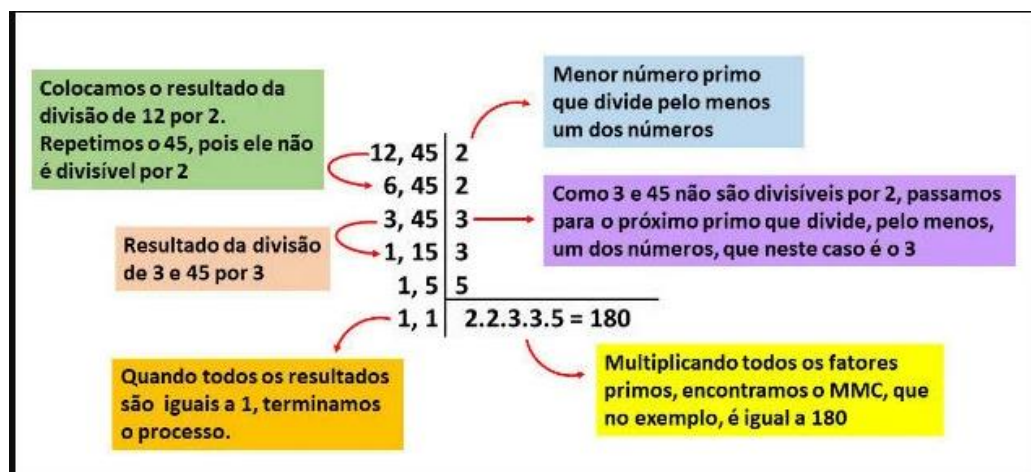 Colocamos o resultado da
divisão de 12 por 2.
Repetimos o 45, pois ele não
é divisível por 2
Menor número primo
que divide pelo menos
um dos números
12, 45 2
6, 45 2
3, 45 3
1, 15 3
1, 5 5
1, 1 2.2.3.3.5 = 180
Como 3 e 45 não são divisíveis por 2, passamos
para o próximo primo que divide, pelo menos,
um dos números, que neste caso é o 3
Resultado da divisão
de 3 e 45 por 3
Quando todos os resultados
são iguais a 1, terminamos
o processo.
Multiplicando todos os fatores
primos, encontramos o MMC, que
no exemplo, é igual a 180